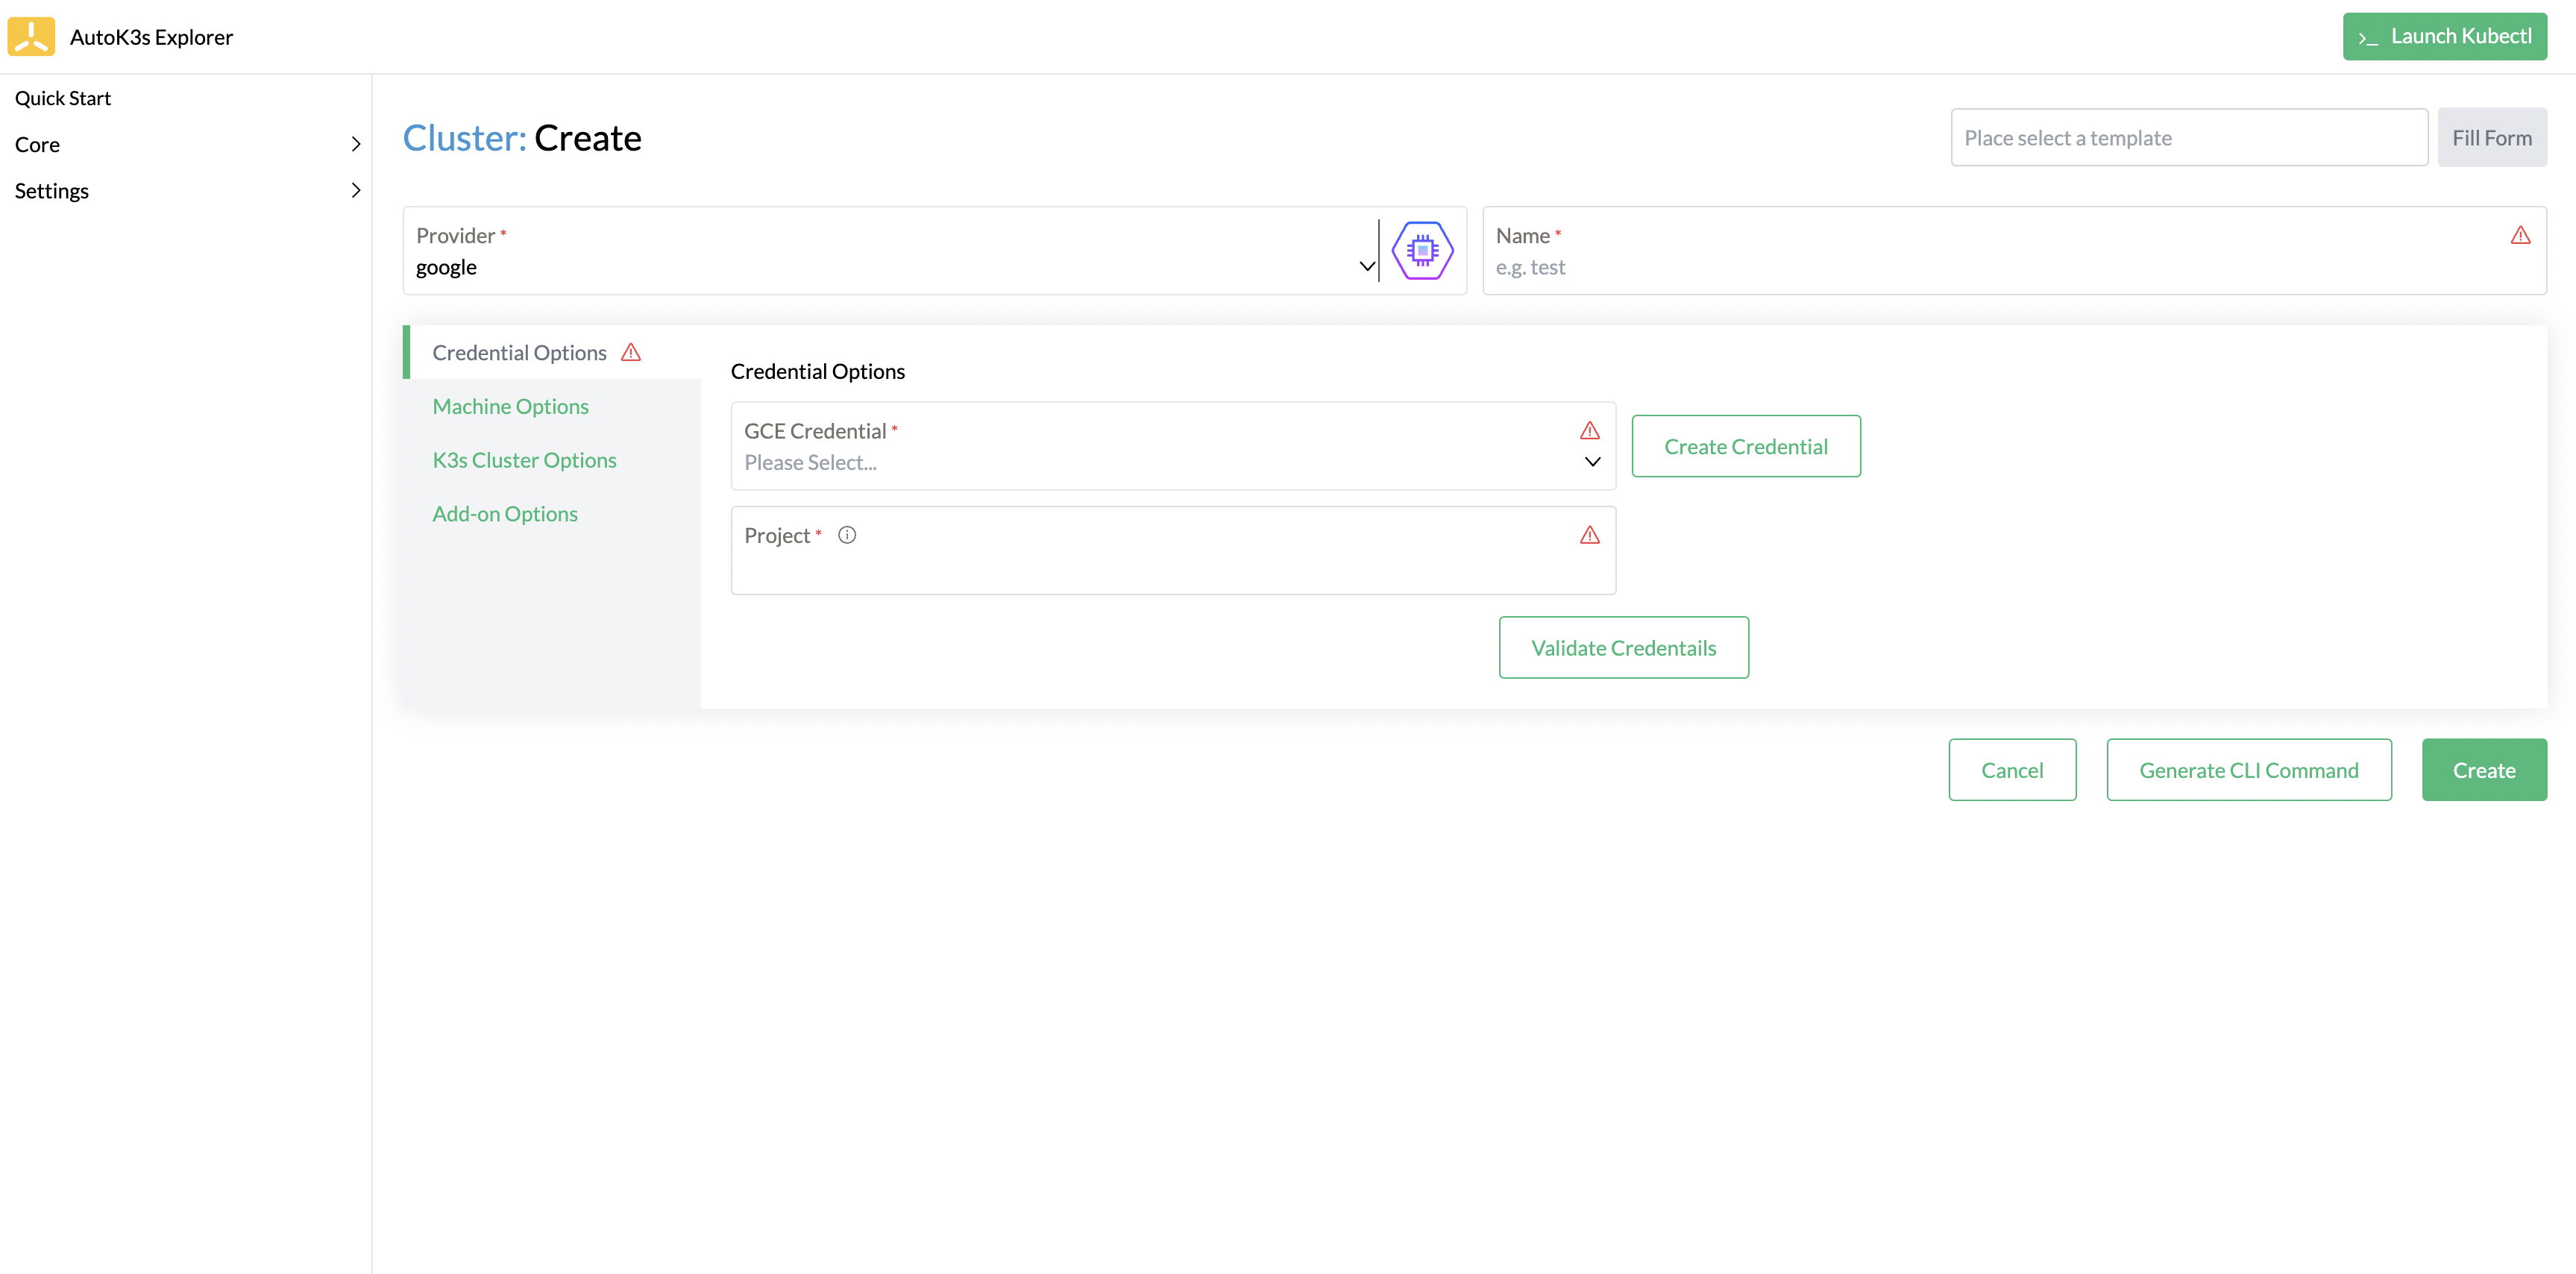 AutoK3s Explorer
>_ Launch Kubectl
Quick Start
Core
Settings
Cluster: Create
Place select a template
Fill Form
Provider *
google
Name *
e.g. test
Credential Options
Machine Options
K3s Cluster Options
Add-on Options
Credential Options
GCE Credential *
Please Select...
Create Credential
Project *
Validate Credentails
Cancel
Generate CLI Command
Create